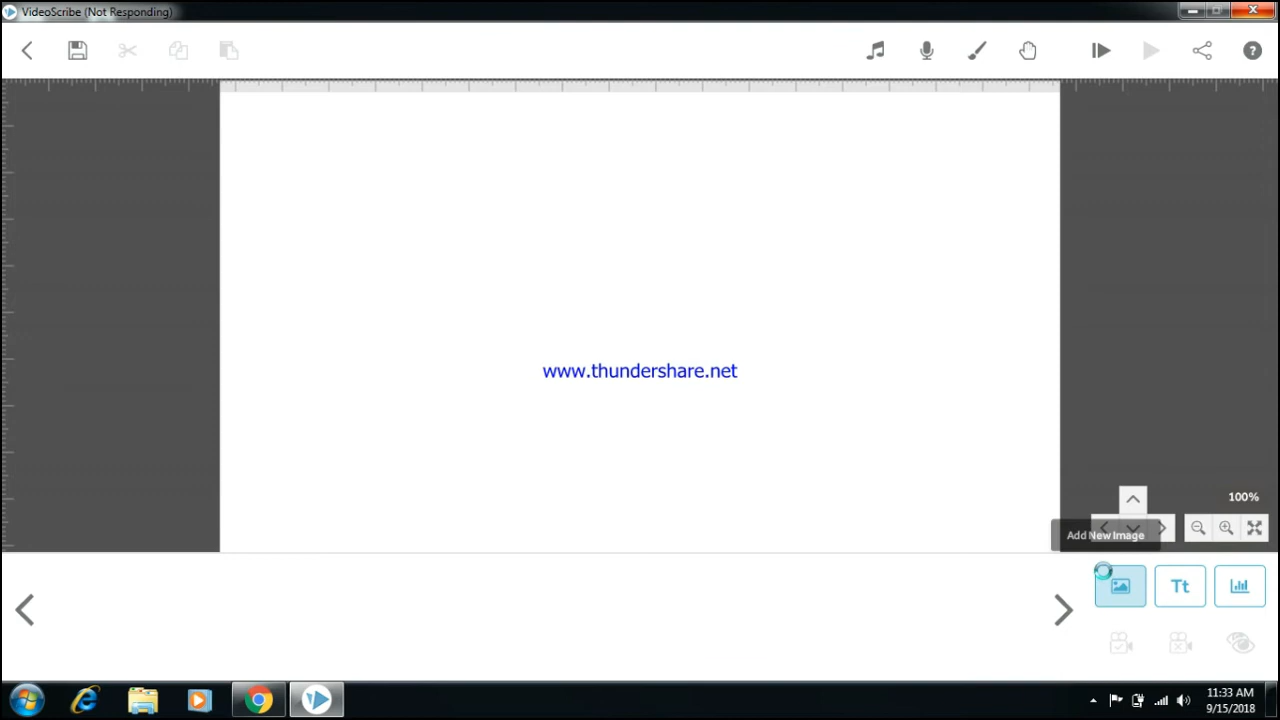 VideoScribe (Not Responding)
www.thundershare.net
100%
Add New Image
Tt
11:33 AM
9/15/2018